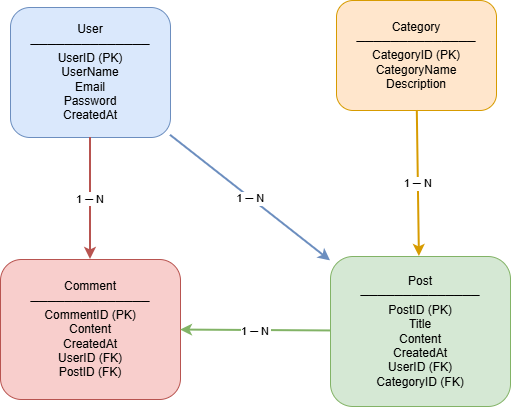 User
UserID (PK)
UserName
Email
Password
CreatedAt
Category
CategoryID (PK)
CategoryName
Description
1 — N
1 — N
1 — N
Comment
CommentID (PK)
Content
CreatedAt
UserID (FK)
PostID (FK)
1 — N
Post
PostID (PK)
Title
Content
CreatedAt
UserID (FK)
CategoryID (FK)